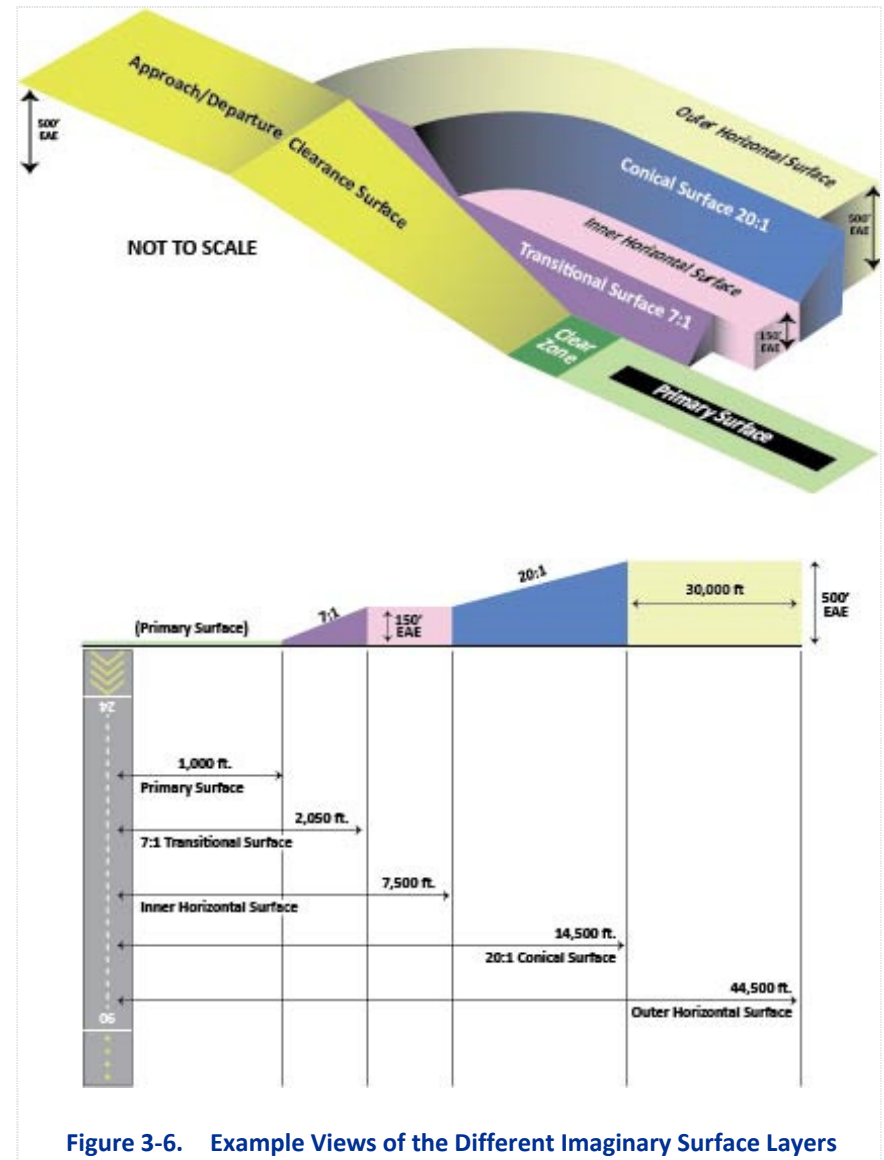 Approach/Departure Clearance Surface
Outer Horizontal Surface
500'
EAE
Conical Surface 20:1
500'
EAE
NOT TO SCALE
Inner Horizontal Surface
Transitional Surface 7:1
150'
EAE
Clear
Zone
Primary Surface
20:1
30,000 ft
500'
EAE
7:1
150'
EAE
(Primary Surface)
24
1,000 ft.
Primary Surface
2,050 ft.
7:1 Transitional Surface
7,500 ft.
Inner Horizontal Surface
14,500 ft.
20:1 Conical Surface
44,500 ft.
06
Outer Horizontal Surface
Figure 3-6. Example Views of the Different Imaginary Surface Layers